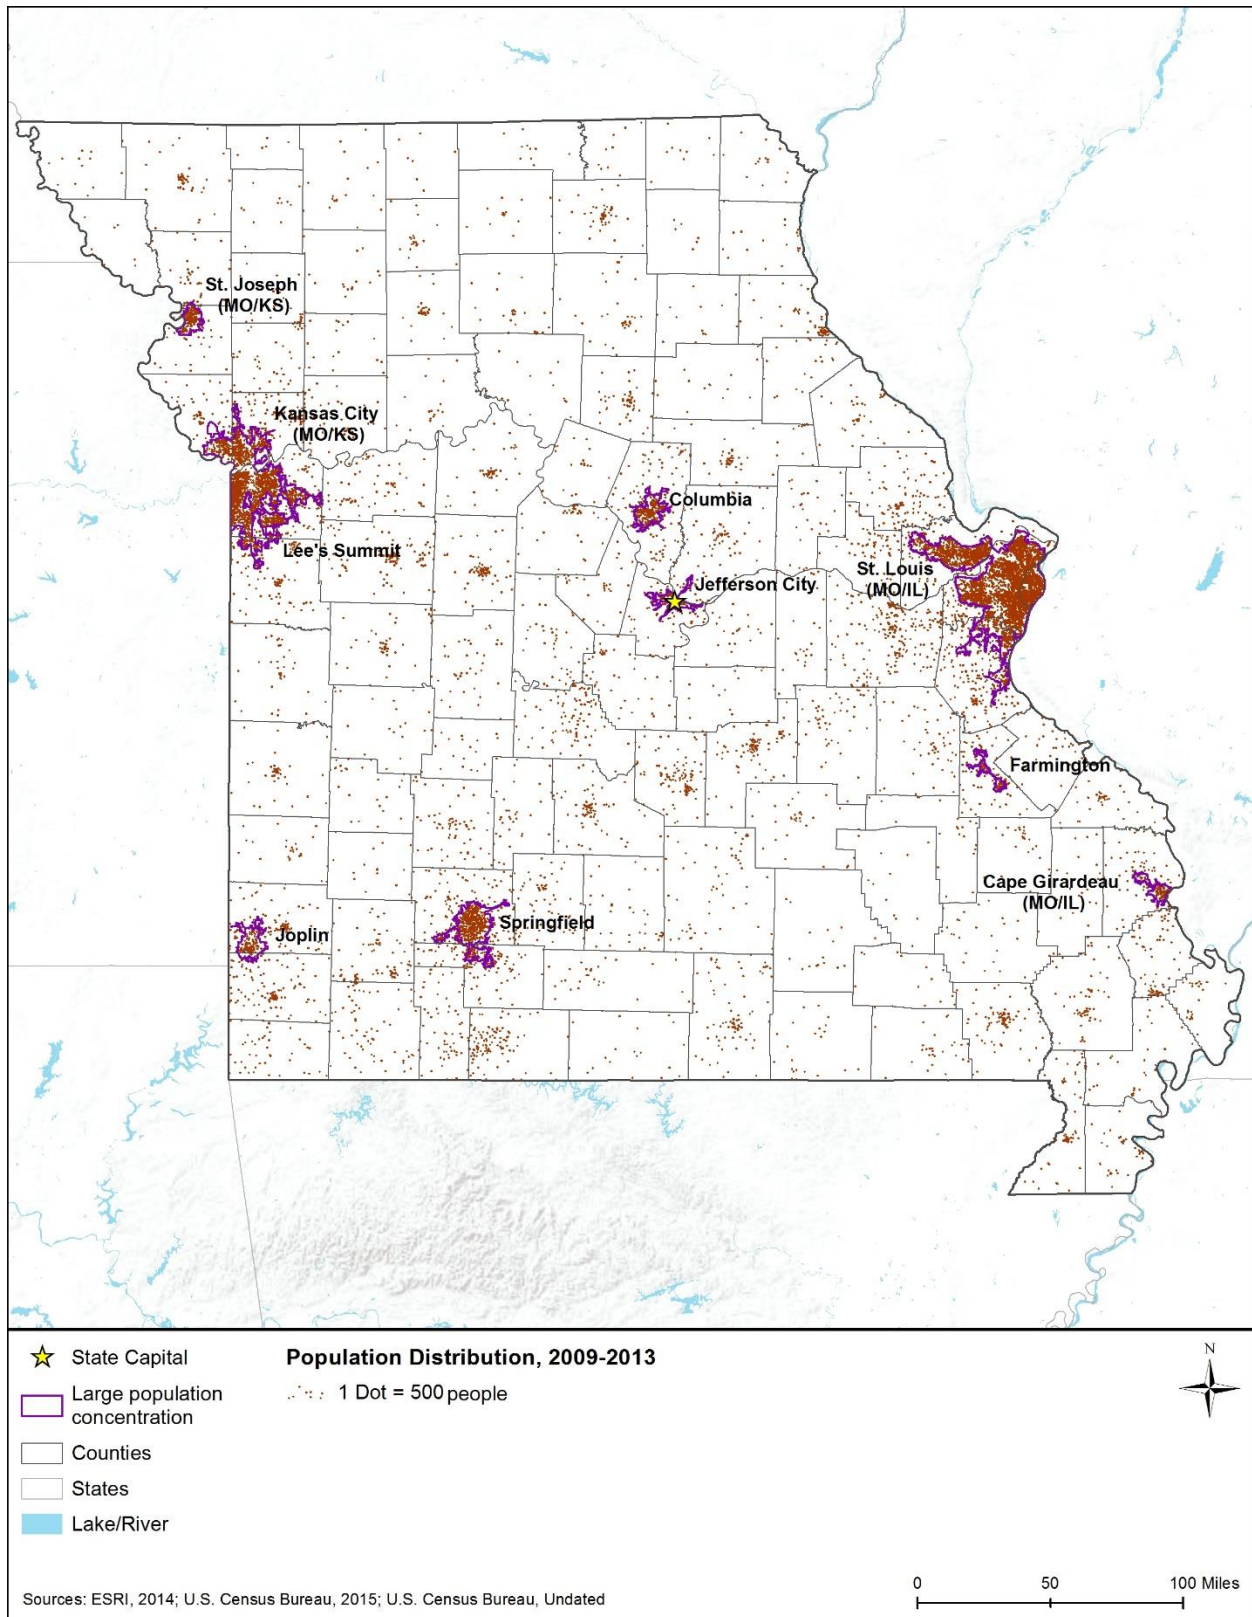 St. Joseph
(MO/KS)
Kansas City
(MO/KS)
Columbia
Lee's Summit
St. Louis
(MO/IL)
Jefferson City
Farmington
Cape Girardeau
(MO/IL)
Springfield
Joplin
State Capital
Large population
concentration
Counties
States
Lake/River
Population Distribution, 2009-2013
1 Dot = 500 people
N
Sources: ESRI, 2014; U.S. Census Bureau, 2015; U.S. Census Bureau, Undated
0 50 100 Miles